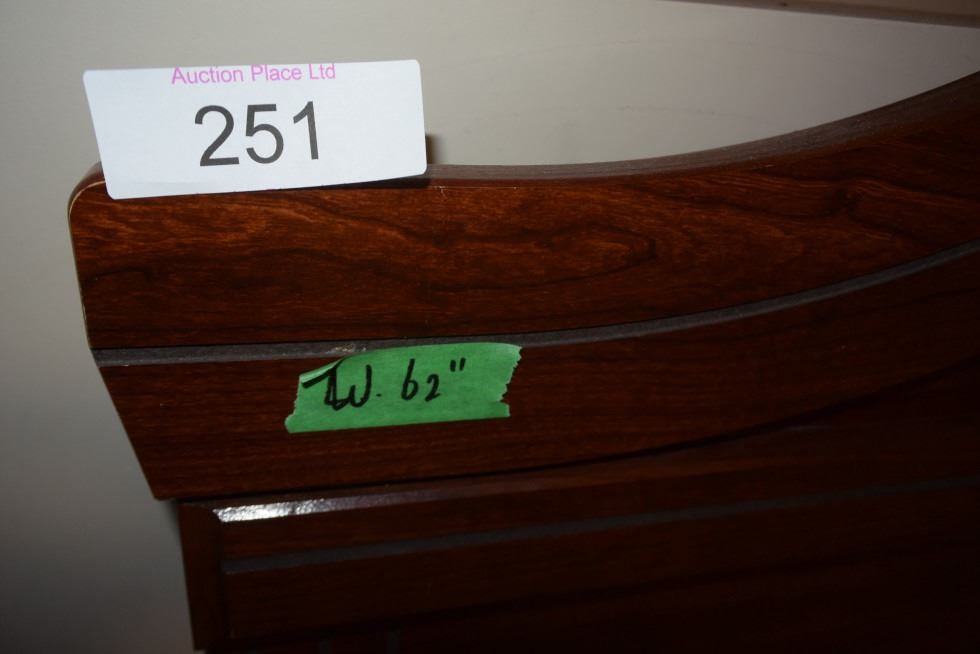 Auction Place Ltd
251
W. 62"